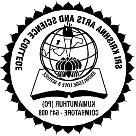 SRI KRISHNA ARTS AND SCIENCE COLLEGE
KUNIAMUTHUR (PO)
COIMBATORE - 641 008